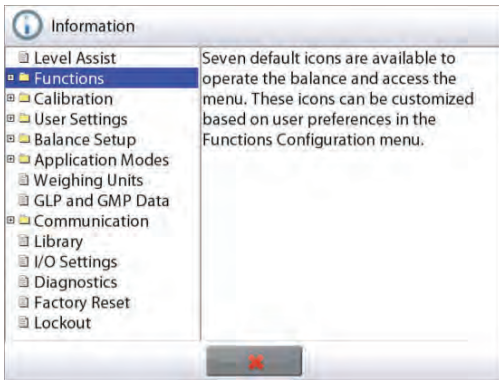 Information
Level Assist
Functions
Calibration
User Settings
Balance Setup
Application Modes
Weighing Units
GLP and GMP Data
Communication
Library
I/O Settings
Diagnostics
Factory Reset
Lockout
Seven default icons are available to
operate the balance and access the
menu. These icons can be customized
based on user preferences in the
Functions Configuration menu.